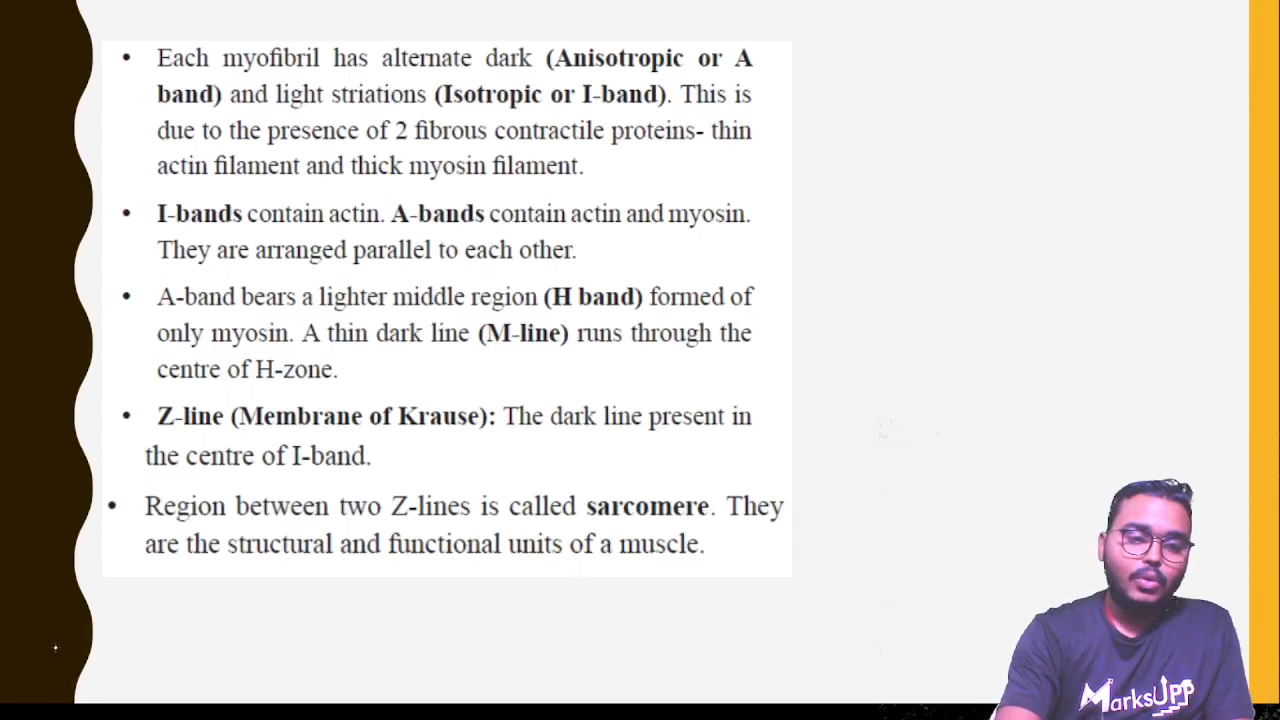 • Each myofibril has alternate dark (Anisotropic or A
band) and light striations (Isotropic or I-band). This is
due to the presence of 2 fibrous contractile proteins- thin
actin filament and thick myosin filament.
• I-bands contain actin. A-bands contain actin and myosin.
They are arranged parallel to each other.
• A-band bears a lighter middle region (H band) formed of
only myosin. A thin dark line (M-line) runs through the
centre of H-zone.
• Z-line (Membrane of Krause): The dark line present in
the centre of I-band.
• Region between two Z-lines is called sarcomere. They
are the structural and functional units of a muscle.
MarksUpp